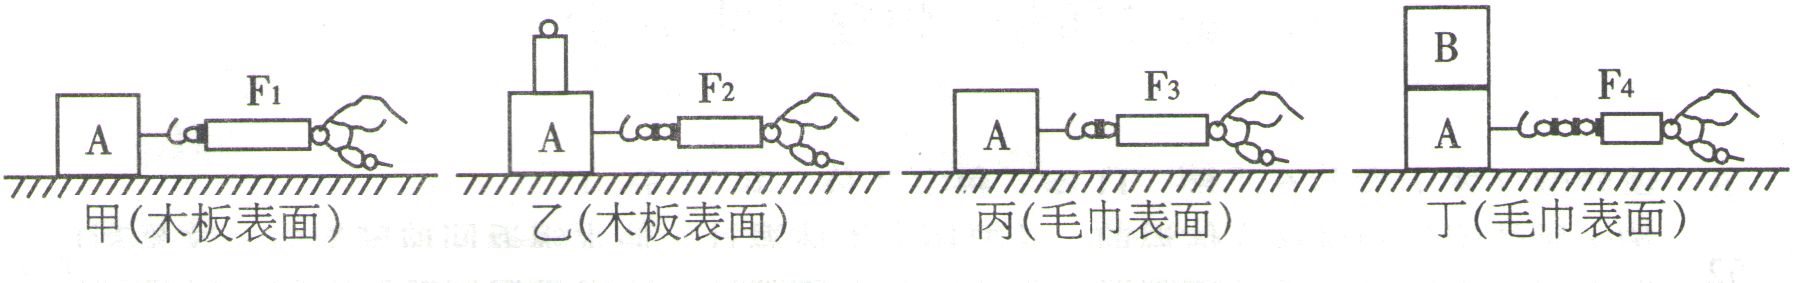 F1 F2 F3 B F4
A A A A
甲(木板表面) 乙(木板表面) 丙(毛巾表面) 丁(毛巾表面)